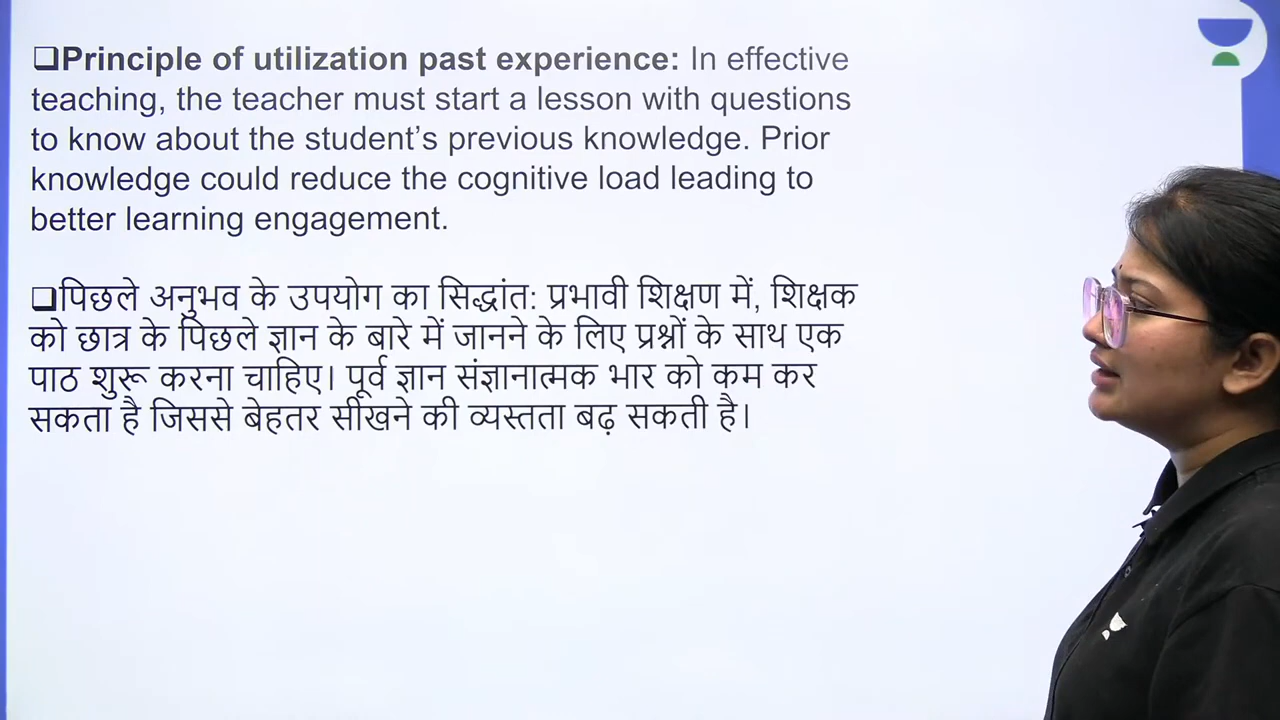 ❑Principle of utilization past experience: In effective
teaching, the teacher must start a lesson with questions
to know about the student’s previous knowledge. Prior
knowledge could reduce the cognitive load leading to
better learning engagement.
❑पिछले अनुभव के उपयोग का सिद्धांत: प्रभावी शिक्षण में, शिक्षक
को छात्र के पिछले ज्ञान के बारे में जानने के लिए प्रश्नों के साथ एक
पाठ शुरू करना चाहिए। पूर्व ज्ञान संज्ञानात्मक भार को कम कर
सकता है जिससे बेहतर सीखने की व्यस्तता बढ़ सकती है।